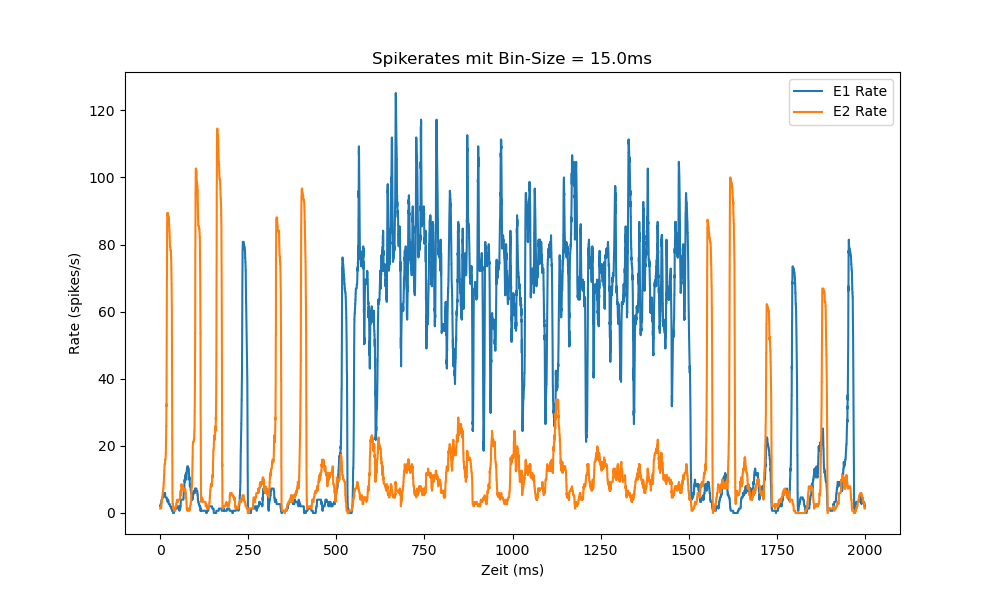 Spikerates mit Bin-Size = 15.0ms
E1 Rate
E2 Rate
120
100
80
60
40
20
0
Rate (spikes/s)
0 250 500 750 1000 1250 1500 1750 2000
Zeit (ms)